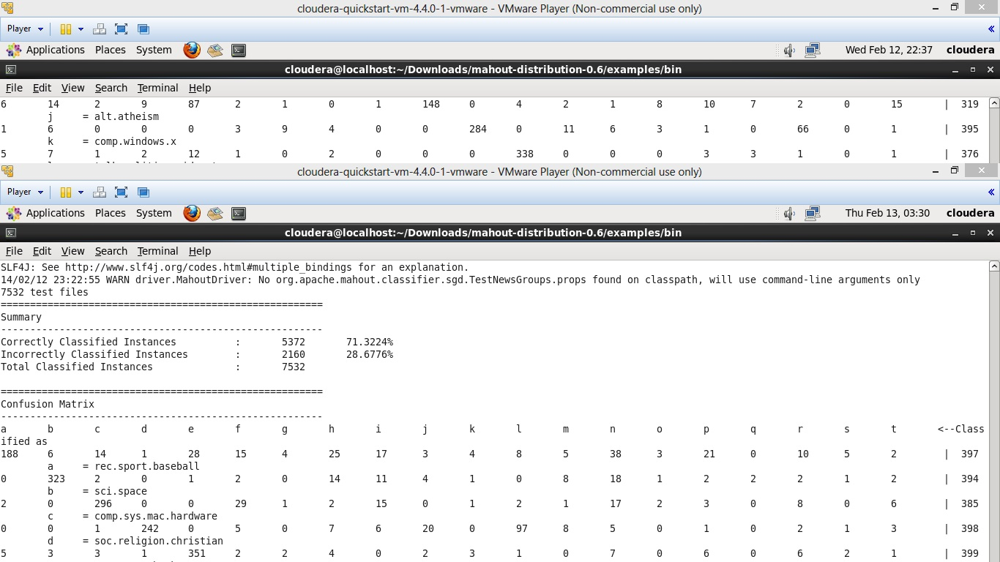 cloudera-quickstart-vm-4.4.0-1-vmware - VMware Player (Non-commercial use only)
Player
Applications Places System Wed Feb 12, 22:37 cloudera
cloudera@localhost:~/Downloads/mahout-distribution-0.6/examples/bin
File Edit View Search Terminal Help
6 14 2 9 87 2 1 0 1 148 0 4 2 1 8 10 7 2 0 15 | 319
j = alt.atheism
1 6 0 0 0 3 9 4 0 0 284 0 11 6 3 1 0 66 0 1 | 395
k = comp.windows.x
5 7 1 2 12 1 0 2 0 0 0 338 0 0 0 3 3 1 0 1 | 376
cloudera-quickstart-vm-4.4.0-1-vmware - VMware Player (Non-commercial use only)
Player
Applications Places System Thu Feb 13, 03:30 cloudera
cloudera@localhost:~/Downloads/mahout-distribution-0.6/examples/bin
File Edit View Search Terminal Help
SLF4J: See http://www.slf4j.org/codes.html#multiple_bindings for an explanation.
14/02/12 23:22:55 WARN driver.MahoutDriver: No org.apache.mahout.classifier.sgd.TestNewsGroups.props found on classpath, will use command-line arguments only
7532 test files
=======================================================
Summary
-------------------------------------------------------
Correctly Classified Instances : 5372 71.3224%
Incorrectly Classified Instances : 2160 28.6776%
Total Classified Instances : 7532
=======================================================
Confusion Matrix
-------------------------------------------------------
a b c d e f g h i j k l m n o p q r s t <--Class
ified as
188 6 14 1 28 15 4 25 17 3 4 8 5 38 3 21 0 10 5 2 | 397
a = rec.sport.baseball
0 323 2 0 1 2 0 14 11 4 1 0 8 18 1 2 2 2 1 2 | 394
b = sci.space
2 0 296 0 0 29 1 2 15 0 1 2 1 17 2 3 0 8 0 6 | 385
c = comp.sys.mac.hardware
0 0 1 242 0 5 0 7 6 20 0 97 8 5 0 1 0 2 1 3 | 398
d = soc.religion.christian
5 3 3 1 351 2 2 4 0 2 3 1 0 7 0 6 0 6 2 1 | 399